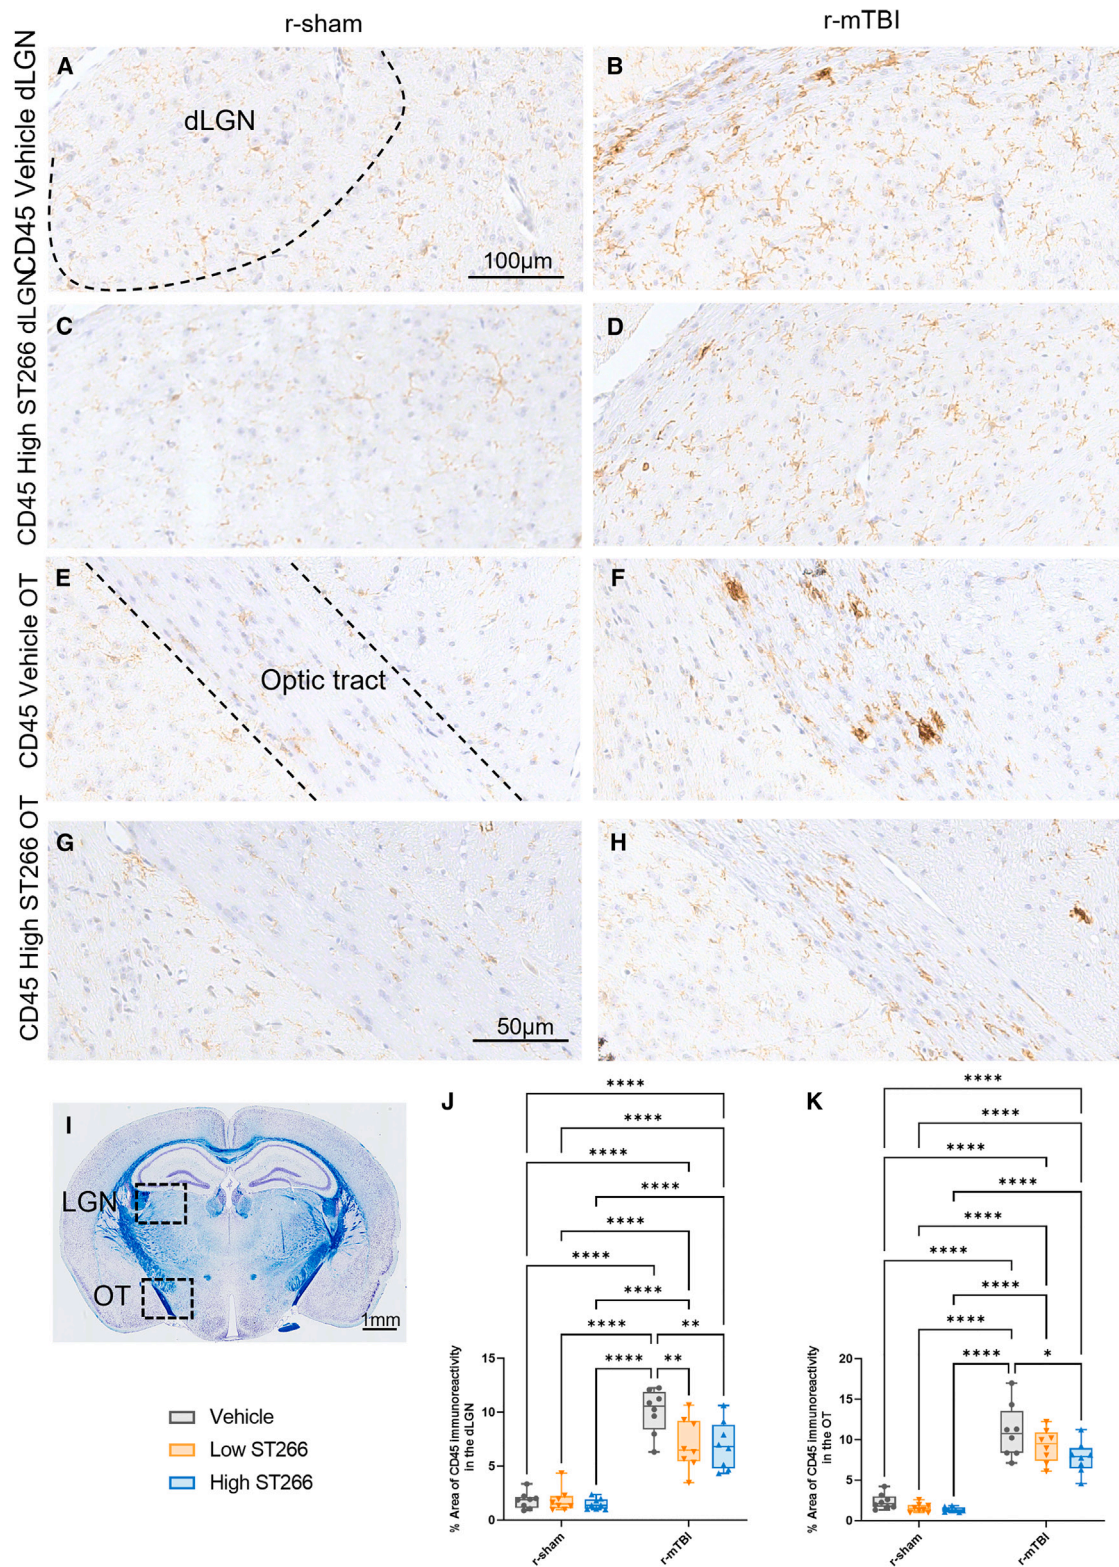 r-sham
r-mTBI
CD45 Vehicle dLGN
A
dLGN
100µm
B
CD45 High ST266 dLGN
C
D
CD45 Vehicle OT
E
Optic tract
F
CD45 High ST266 OT
G
50µm
H
I
LGN
OT
1mm
Vehicle
Low ST266
High ST266
J
****
****
****
****
****
****
****
****
**
****
**
% Area of CD45 immunoreactivity
in the dLGN
15
10
5
0
r-sham
r-mTBI
K
****
****
****
****
****
****
****
****
****
*
% Area of CD45 immunoreactivity
in the OT
20
15
10
5
0
r-sham
r-mTBI